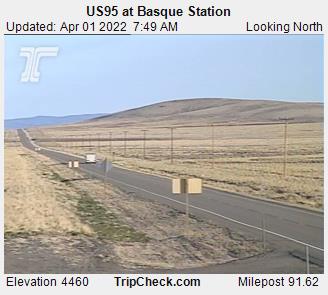 US95 at Basque Station
Updated: Apr 01 2022 7:49 AM Looking North
Elevation 4460 TripCheck.com Milepost 91.62